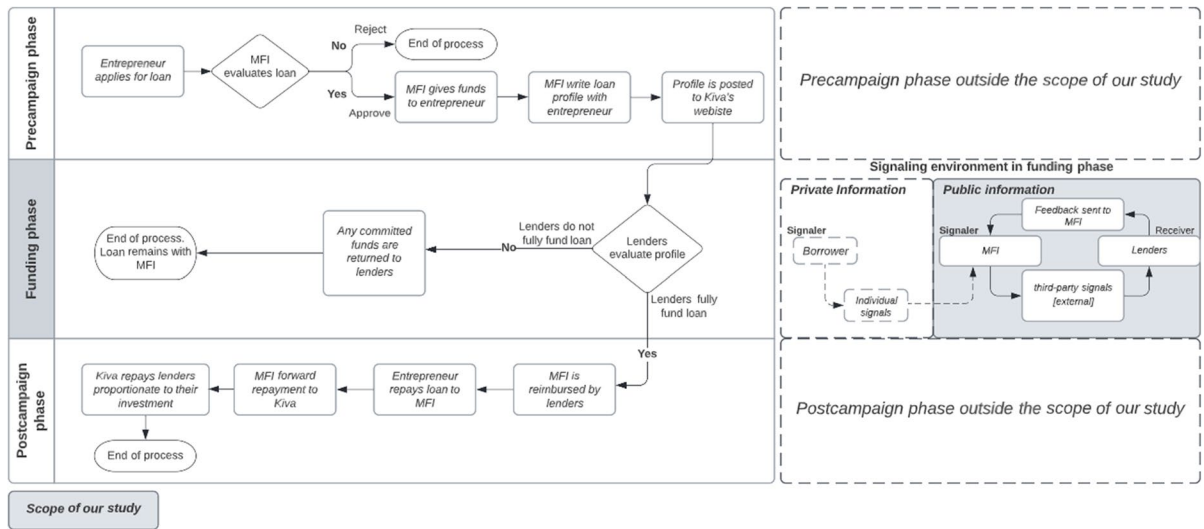 Precampaign phase
Entrepreneur
applies for loan
MFI
evaluates loan
No
Reject
End of process
Yes
Approve
MFI gives funds
to entrepreneur
MFI write loan
profile with
entrepreneur
Profile is posted
to Kiva's
webiste
Precampaign phase outside the scope of our study
Funding phase
End of process.
Loan remains with
MFI
Any committed
funds are
returned to
lenders
Lenders do not
fully fund loan
No
Lenders
evaluate profile
Lenders fully
fund loan
Yes
Signaling environment in funding phase
Private Information
Signaler
Borrower
Individual
signals
Public information
Feedback sent to
MFI
Signaler
MFI
Receiver
Lenders
third-party signals
[external]
Postcampaign
phase
Kiva repays lenders
proportionate to their
investment
MFI forward
repayment to
Kiva
Entrepreneur
repays loan to
MFI
MFI is
reimbursed by
lenders
End of process
Postcampaign phase outside the scope of our study
Scope of our study